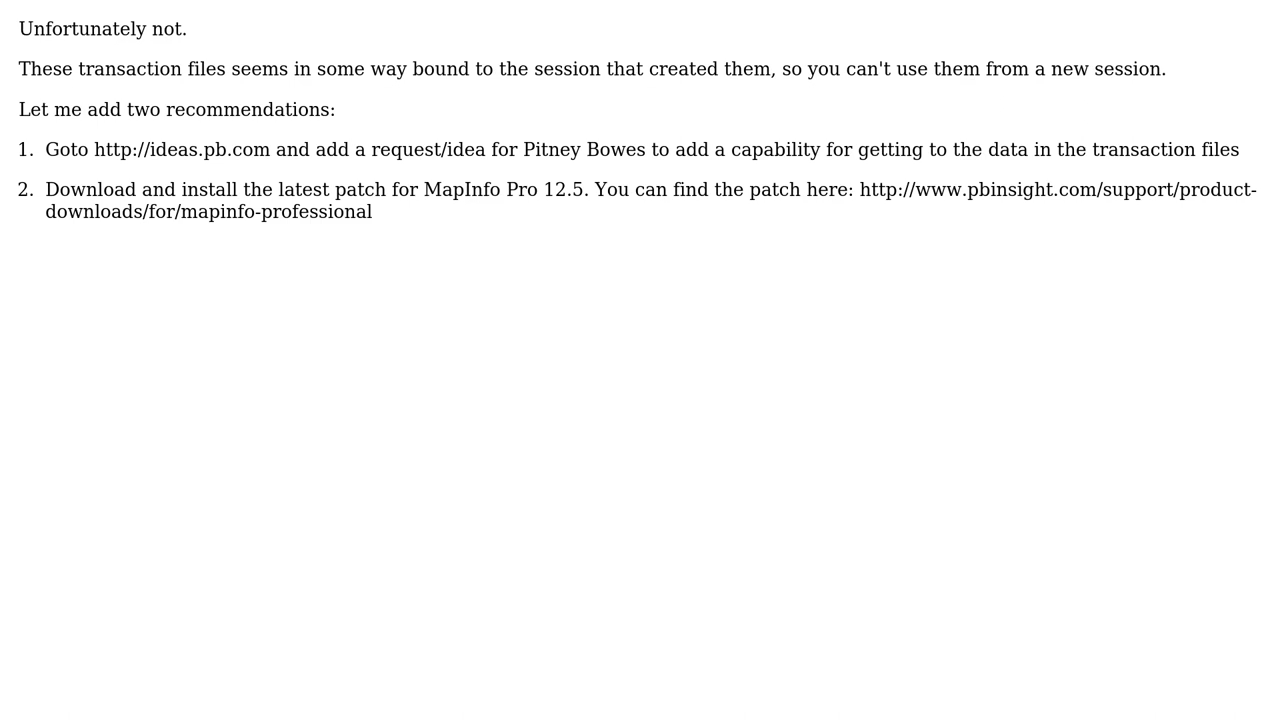 Unfortunately not.
These transaction files seems in some way bound to the session that created them, so you can't use them from a new session.
Let me add two recommendations:
1. Goto http://ideas.pb.com and add a request/idea for Pitney Bowes to add a capability for getting to the data in the transaction files
2. Download and install the latest patch for MapInfo Pro 12.5. You can find the patch here: http://www.pbinsight.com/support/product-
downloads/for/mapinfo-professional